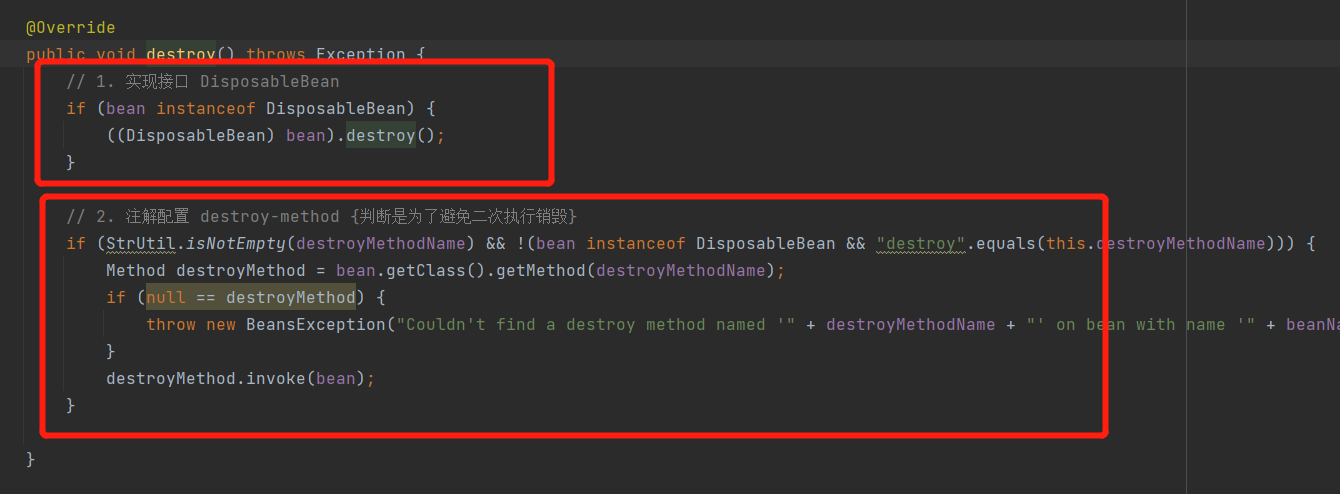 @Override
public void destroy() throws Exception {
// 1. 实现接口 DisposableBean
if (bean instanceof DisposableBean) {
((DisposableBean) bean).destroy();
}
// 2. 注解配置 destroy-method {判断是为了避免二次执行销毁}
if (StrUtil.isNotEmpty(destroyMethodName) && !(bean instanceof DisposableBean && "destroy".equals(this.destroyMethodName))) {
Method destroyMethod = bean.getClass().getMethod(destroyMethodName);
if (null == destroyMethod) {
throw new BeansException("Couldn't find a destroy method named '" + destroyMethodName + "' on bean with name '" + beanNa
}
destroyMethod.invoke(bean);
}
}